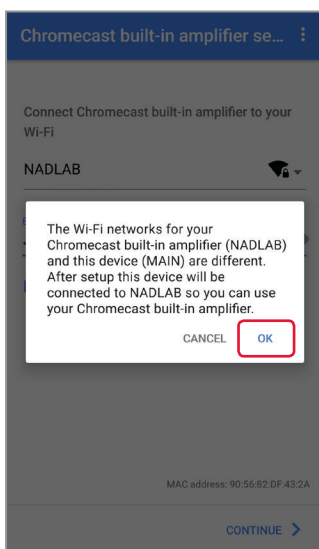 Chromecast built-in amplifier se...
Connect Chromecast built-in amplifier to your
Wi-Fi
NADLAB
The Wi-Fi networks for your
Chromecast built-in amplifier (NADLAB)
and this device (MAIN) are different.
After setup this device will be
connected to NADLAB so you can use
your Chromecast built-in amplifier.
CANCEL OK
MAC address: 90:56:82:DF:43:2A
CONTINUE